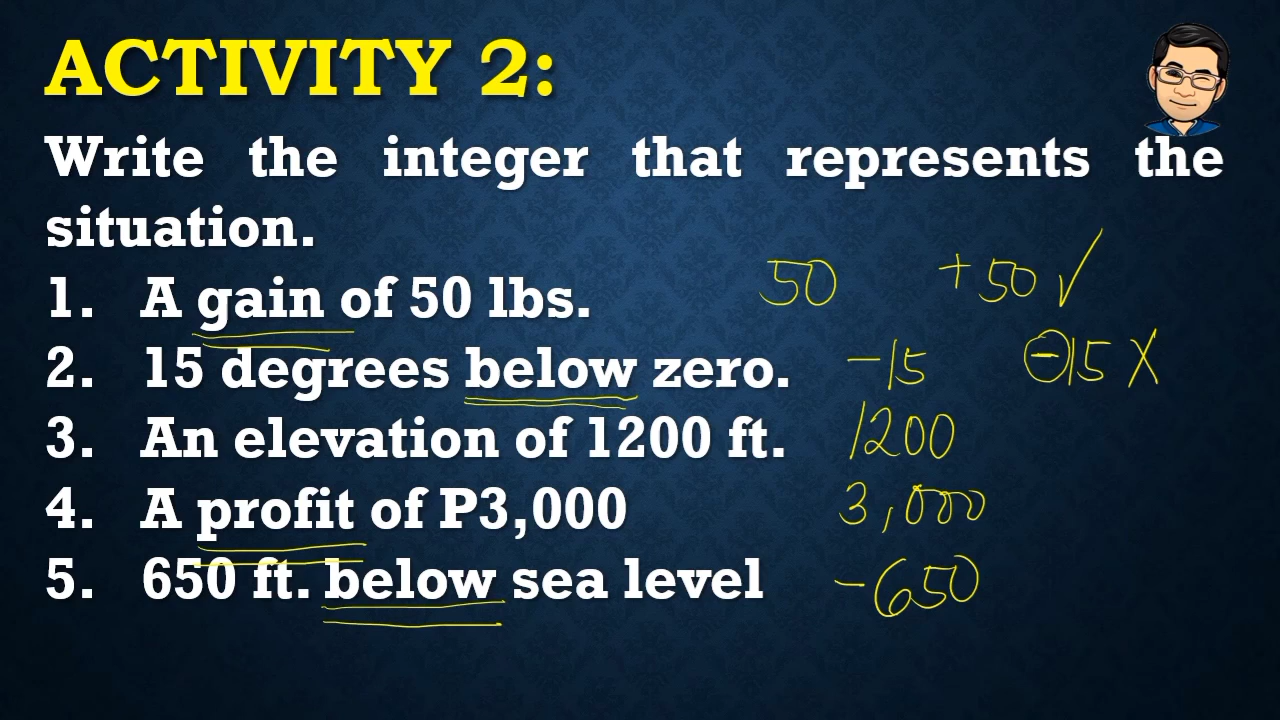 ACTIVITY 2:
Write the integer that represents the
situation.
1. A gain of 50 lbs. 50 +50 ✓
2. 15 degrees below zero. -15 -15 X
3. An elevation of 1200 ft. 1200
4. A profit of P3,000 3,000
5. 650 ft. below sea level -650